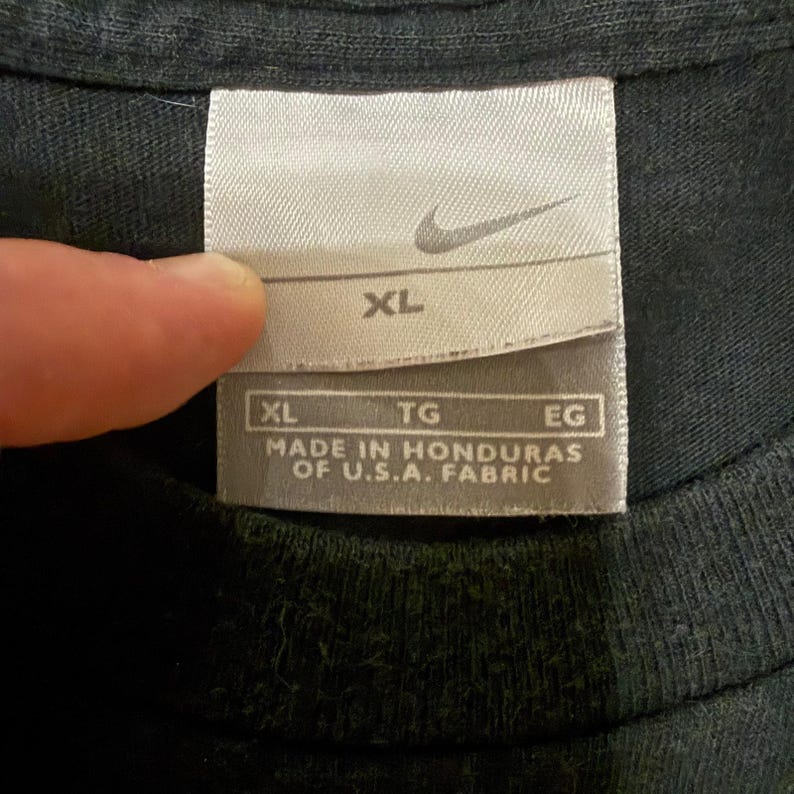 XL
XL TG EG
MADE IN HONDURAS
OF U.S.A. FABRIC